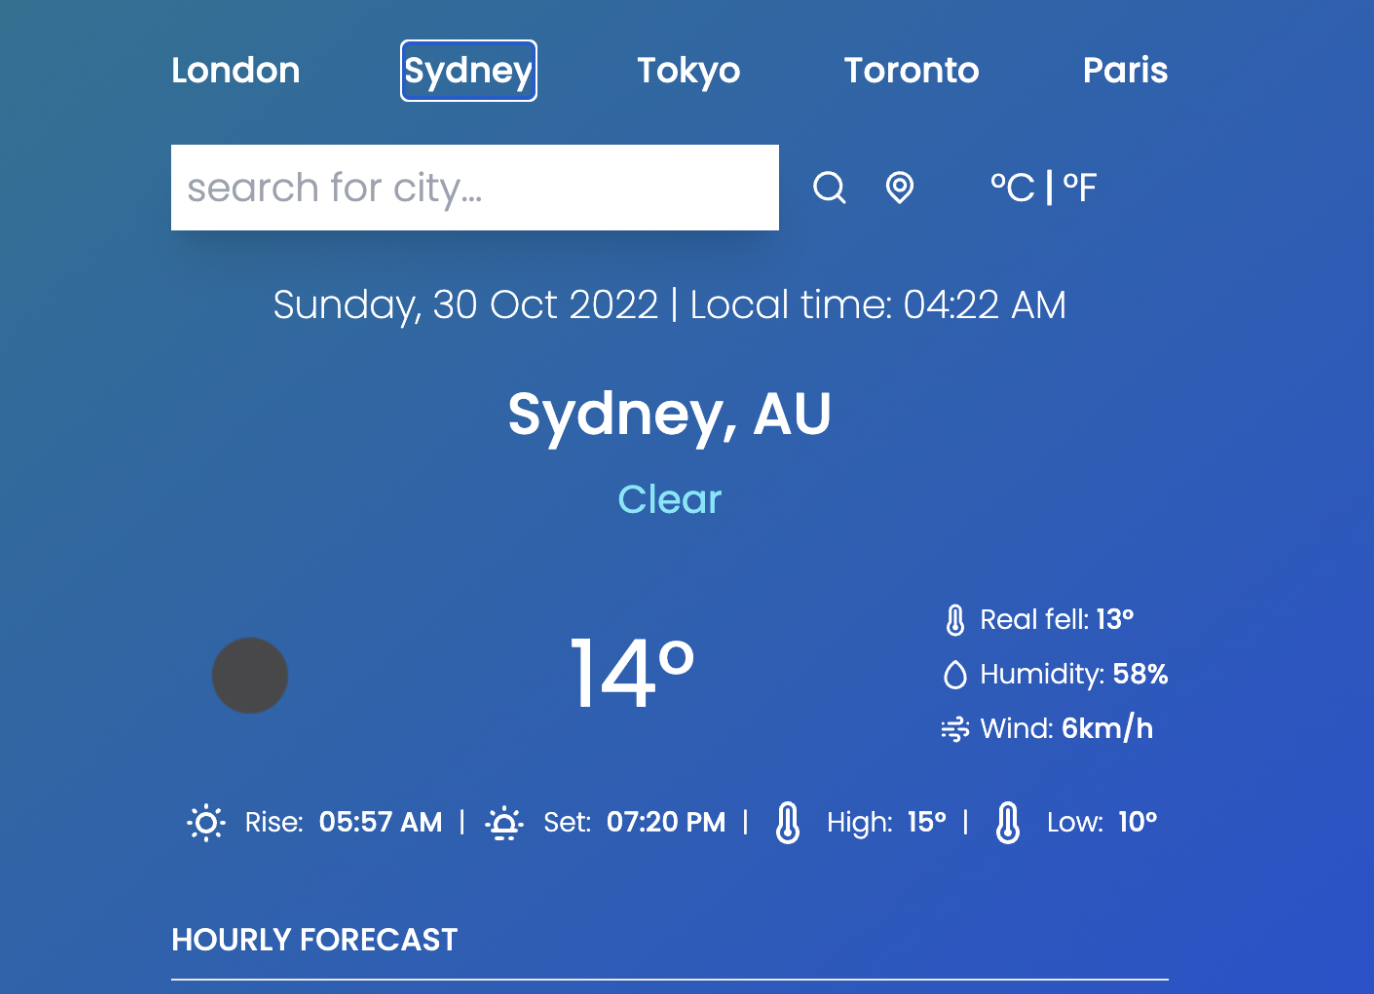 London Sydney Tokyo Toronto Paris
search for city...
°C | °F
Sunday, 30 Oct 2022 | Local time: 04:22 AM
Sydney, AU
Clear
14°
Real fell: 13°
Humidity: 58%
Wind: 6km/h
Rise: 05:57 AM | Set: 07:20 PM | High: 15° | Low: 10°
HOURLY FORECAST